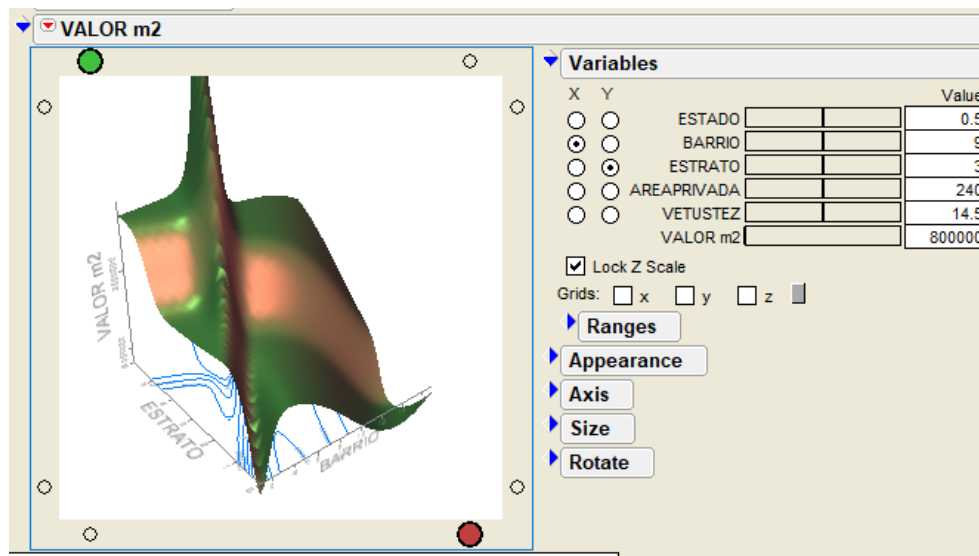 VALOR m2
Variables
X Y Value
ESTADO 0.5
BARRIO 9
ESTRATO 3
AREAPRIVADA 240
VETUSTEZ 14.5
VALOR m2 800000
Lock Z Scale
Grids: x y z
Ranges
Appearance
Axis
Size
Rotate
VALOR m2
ESTRATO
BARRIO